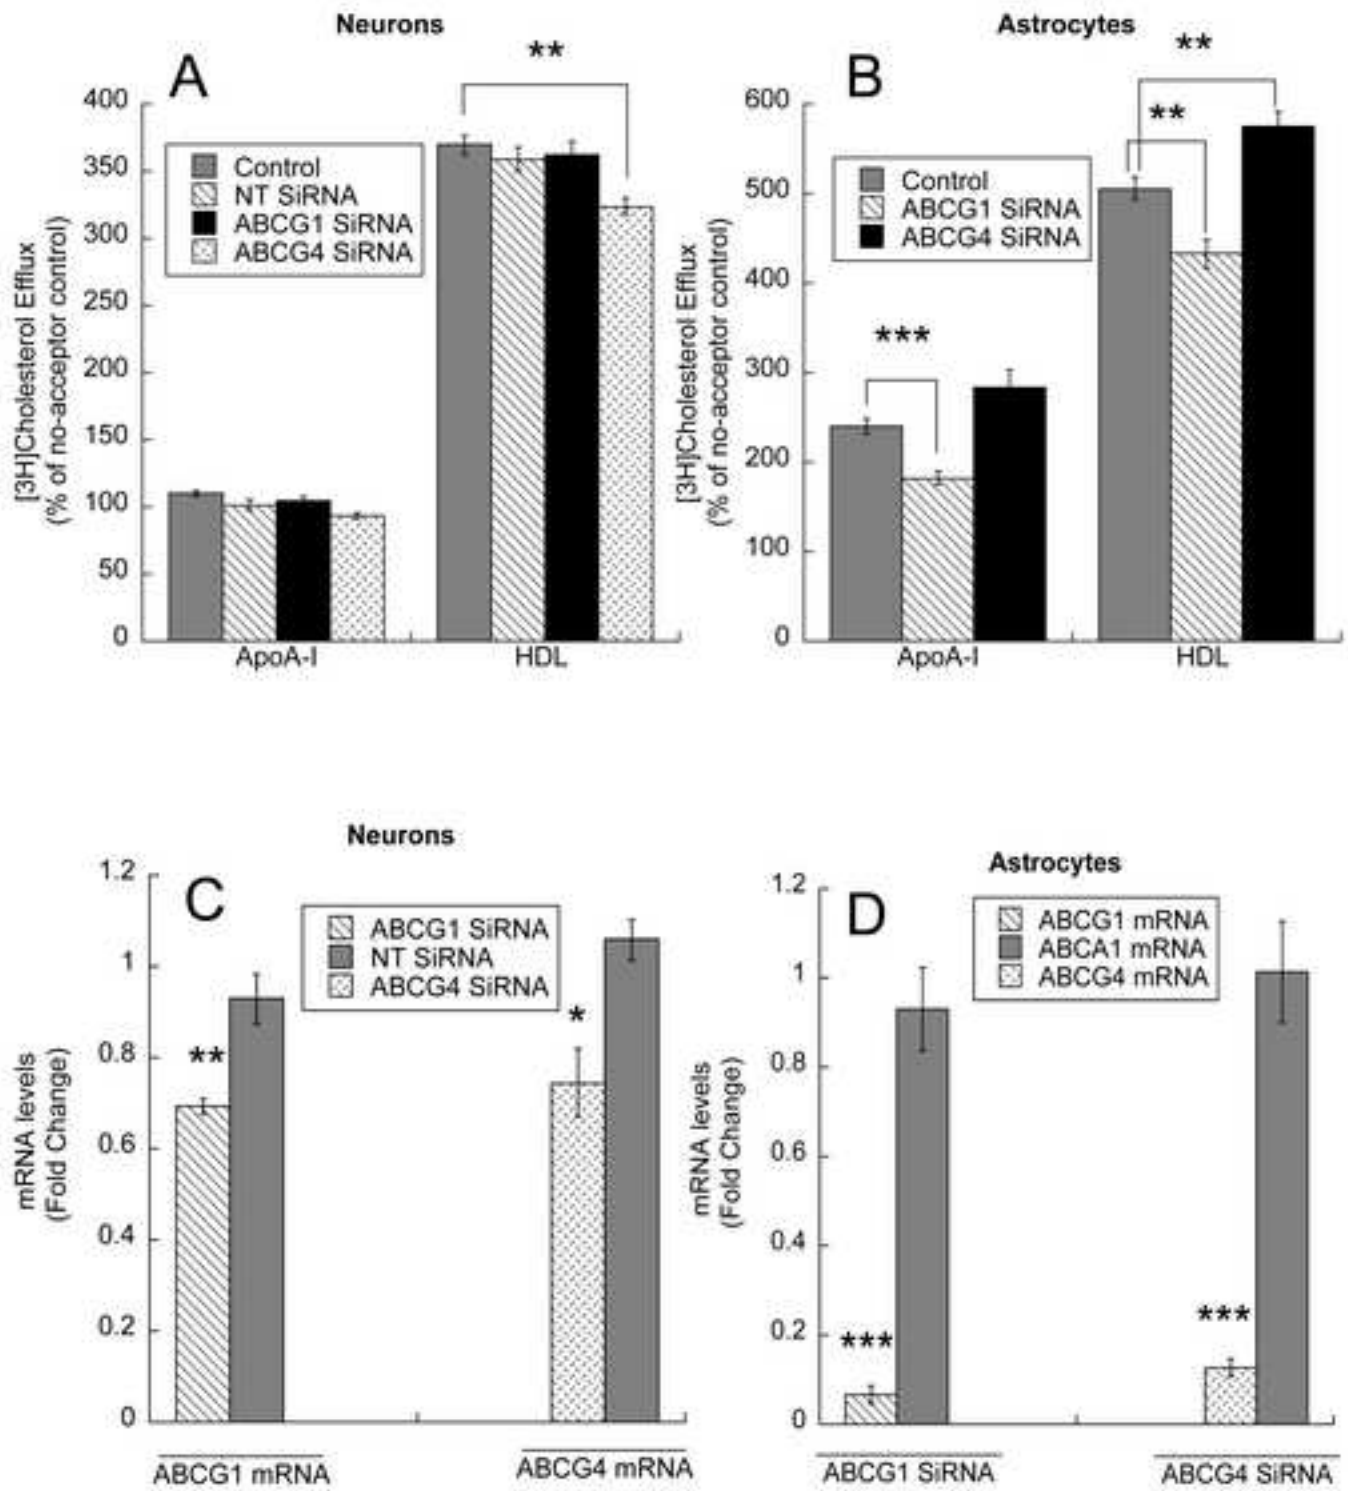 Neurons
A
**
[3H]Cholesterol Efflux
(% of no-acceptor control)
400
350
300
250
200
150
100
50
0
Control
NT SiRNA
ABCG1 SiRNA
ABCG4 SiRNA
ApoA-I
HDL
Astrocytes
B
**
**
***
[3H]Cholesterol Efflux
(% of no-acceptor control)
600
500
400
300
200
100
0
Control
ABCG1 SiRNA
ABCG4 SiRNA
ApoA-I
HDL
Neurons
C
mRNA levels
(Fold Change)
1.2
1
0.8
0.6
0.4
0.2
0
ABCG1 SiRNA
NT SiRNA
ABCG4 SiRNA
**
*
ABCG1 mRNA
ABCG4 mRNA
Astrocytes
D
mRNA levels
(Fold Change)
1.2
1
0.8
0.6
0.4
0.2
0
ABCG1 mRNA
ABCA1 mRNA
ABCG4 mRNA
***
***
ABCG1 SiRNA
ABCG4 SiRNA